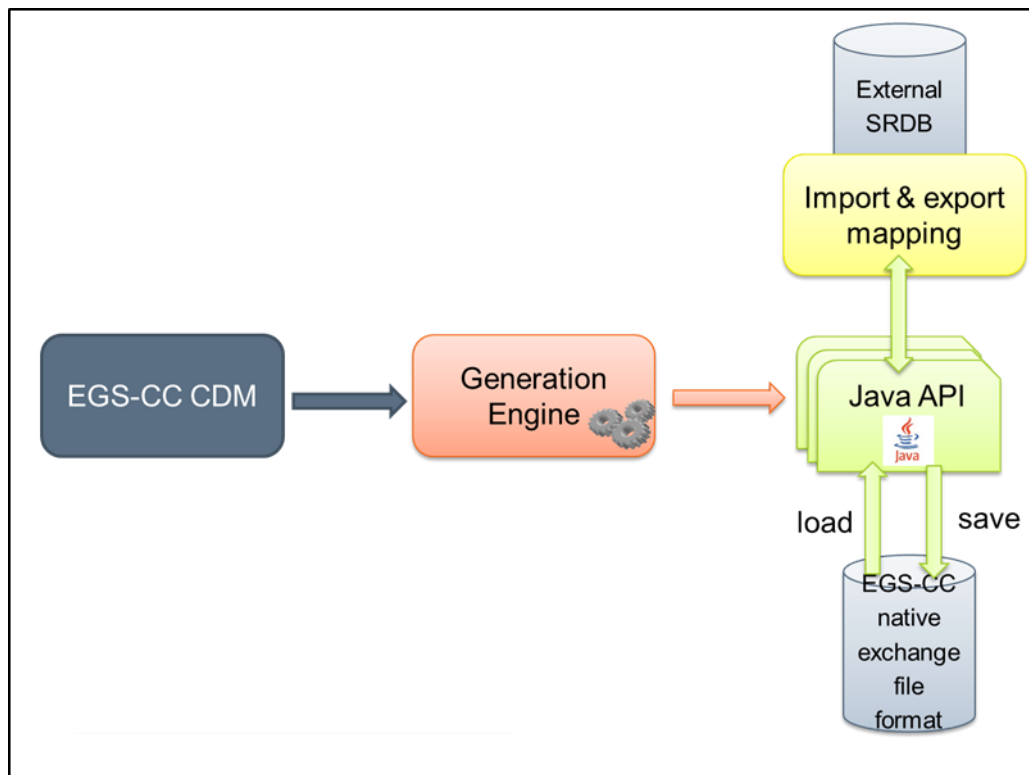 External
SRDB
Import & export
mapping
EGS-CC CDM
Generation
Engine
Java API
Java
load
save
EGS-CC
native
exchange
file
format